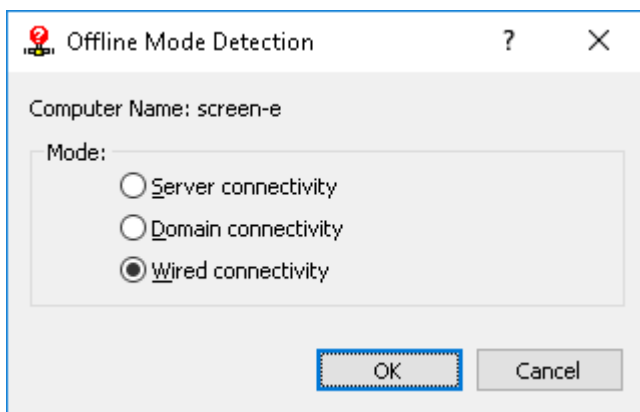 Offline Mode Detection
Computer Name: screen-e
Mode:
Server connectivity
Domain connectivity
Wired connectivity
OK Cancel